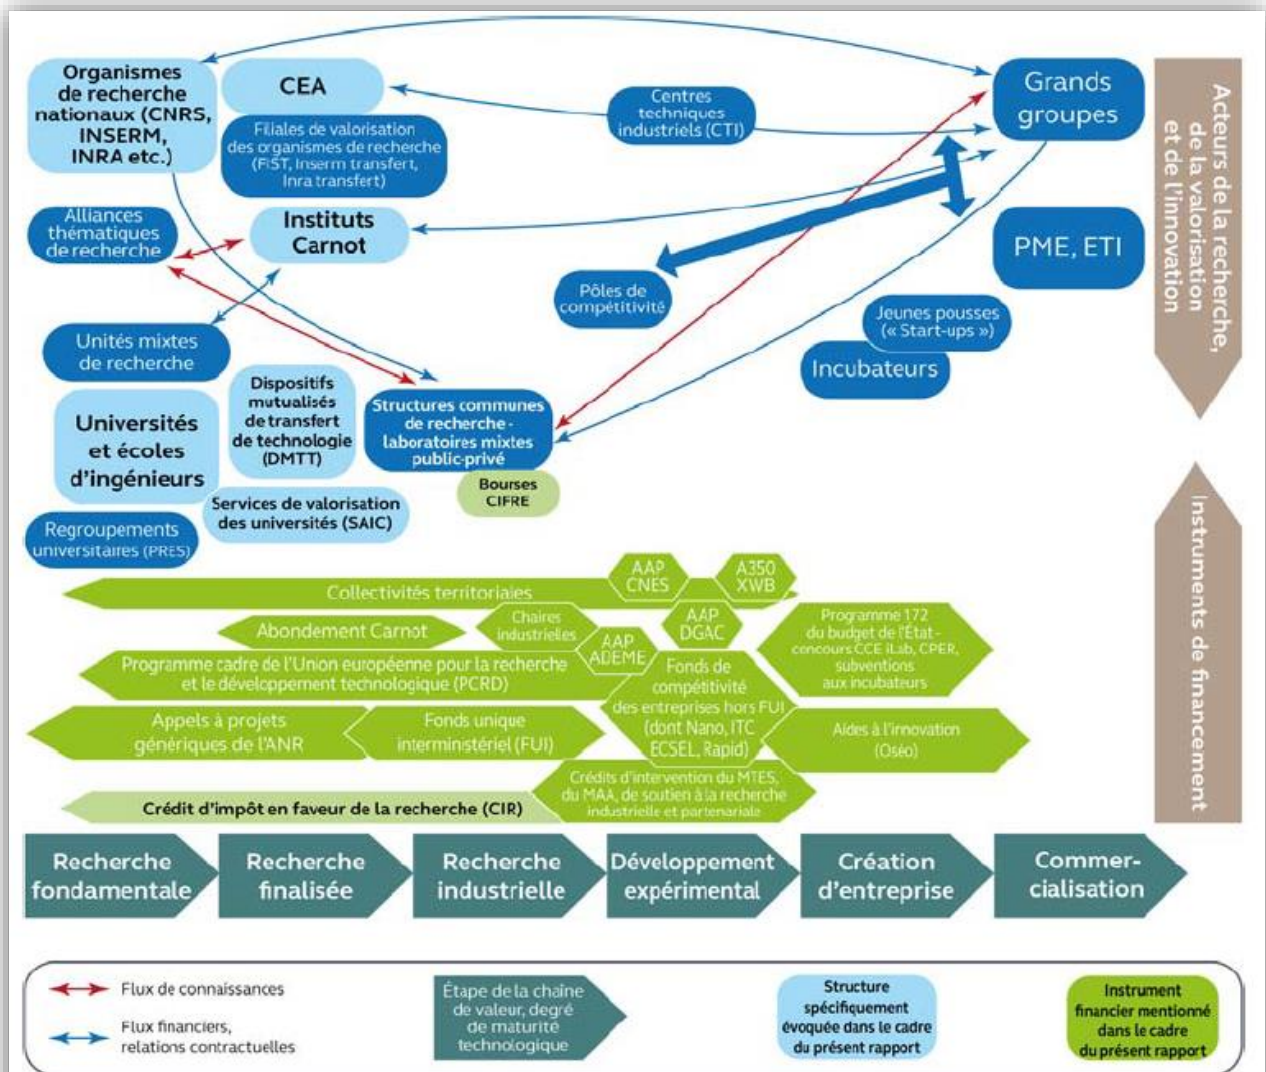 Organismes
de recherche
nationaux (CNRS,
INSERM,
INRA etc.)
CEA
Filiales de valorisation
des organismes de recherche
(FIST, Inserm transfert,
Inra transfert)
Centres
techniques
industriels (CTI)
Grands
groupes
Alliances
thématiques
de recherche
Instituts
Carnot
PME, ETI
Pôles de
compétitivité
Jeunes pousses
(« Start-ups »)
Incubateurs
Unités mixtes
de recherche
Universités
et écoles
d'ingénieurs
Dispositifs
mutualisés
de transfert
de technologie
(DMTT)
Structures communes
de recherche -
laboratoires mixtes
public-privé
Bourses
CIFRE
Services de valorisation
des universités (SAIC)
Regroupements
universitaires (PRES)
Acteurs de la recherche,
de la valorisation
et de l'innovation
Collectivités territoriales
AAP
CNES
A350
XWB
Abondement Carnot
Chaires
industrielles
AAP
ADEME
AAP
DGAC
Programme 172
du budget de l'État -
concours CCE iLab, CPER,
subventions
aux incubateurs
Programme cadre de l'Union européenne pour la recherche
et le développement technologique (PCRD)
Fonds de
compétitivité
des entreprises hors FUI
(dont Nano, ITC
ECSEL, Rapid)
Appels à projets
génériques de l'ANR
Fonds unique
interministériel (FUI)
Aides à l'innovation
(Oséo)
Crédits d'intervention du MTES,
du MAA, de soutien à la recherche
industrielle et partenariale
Crédit d'impôt en faveur de la recherche (CIR)
Instruments de financement
Recherche
fondamentale
Recherche
finalisée
Recherche
industrielle
Développement
expérimental
Création
d'entreprise
Commer-
cialisation
Flux de connaissances
Flux financiers,
relations contractuelles
Étape de la chaîne
de valeur, degré
de maturité
technologique
Structure
spécifiquement
évoquée dans le cadre
du présent rapport
Instrument
financier mentionné
dans le cadre
du présent rapport